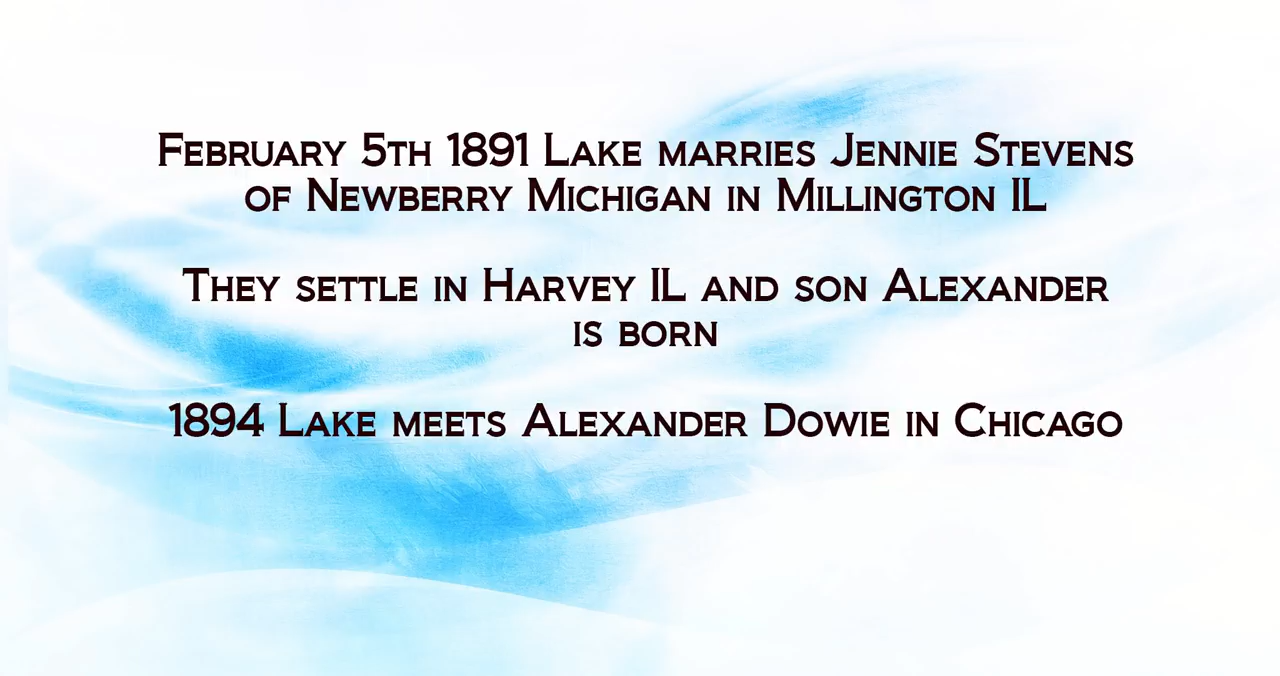 February 5th 1891 Lake marries Jennie Stevens
of Newberry Michigan in Millington IL
They settle in Harvey IL and son Alexander
is born
1894 Lake meets Alexander Dowie in Chicago